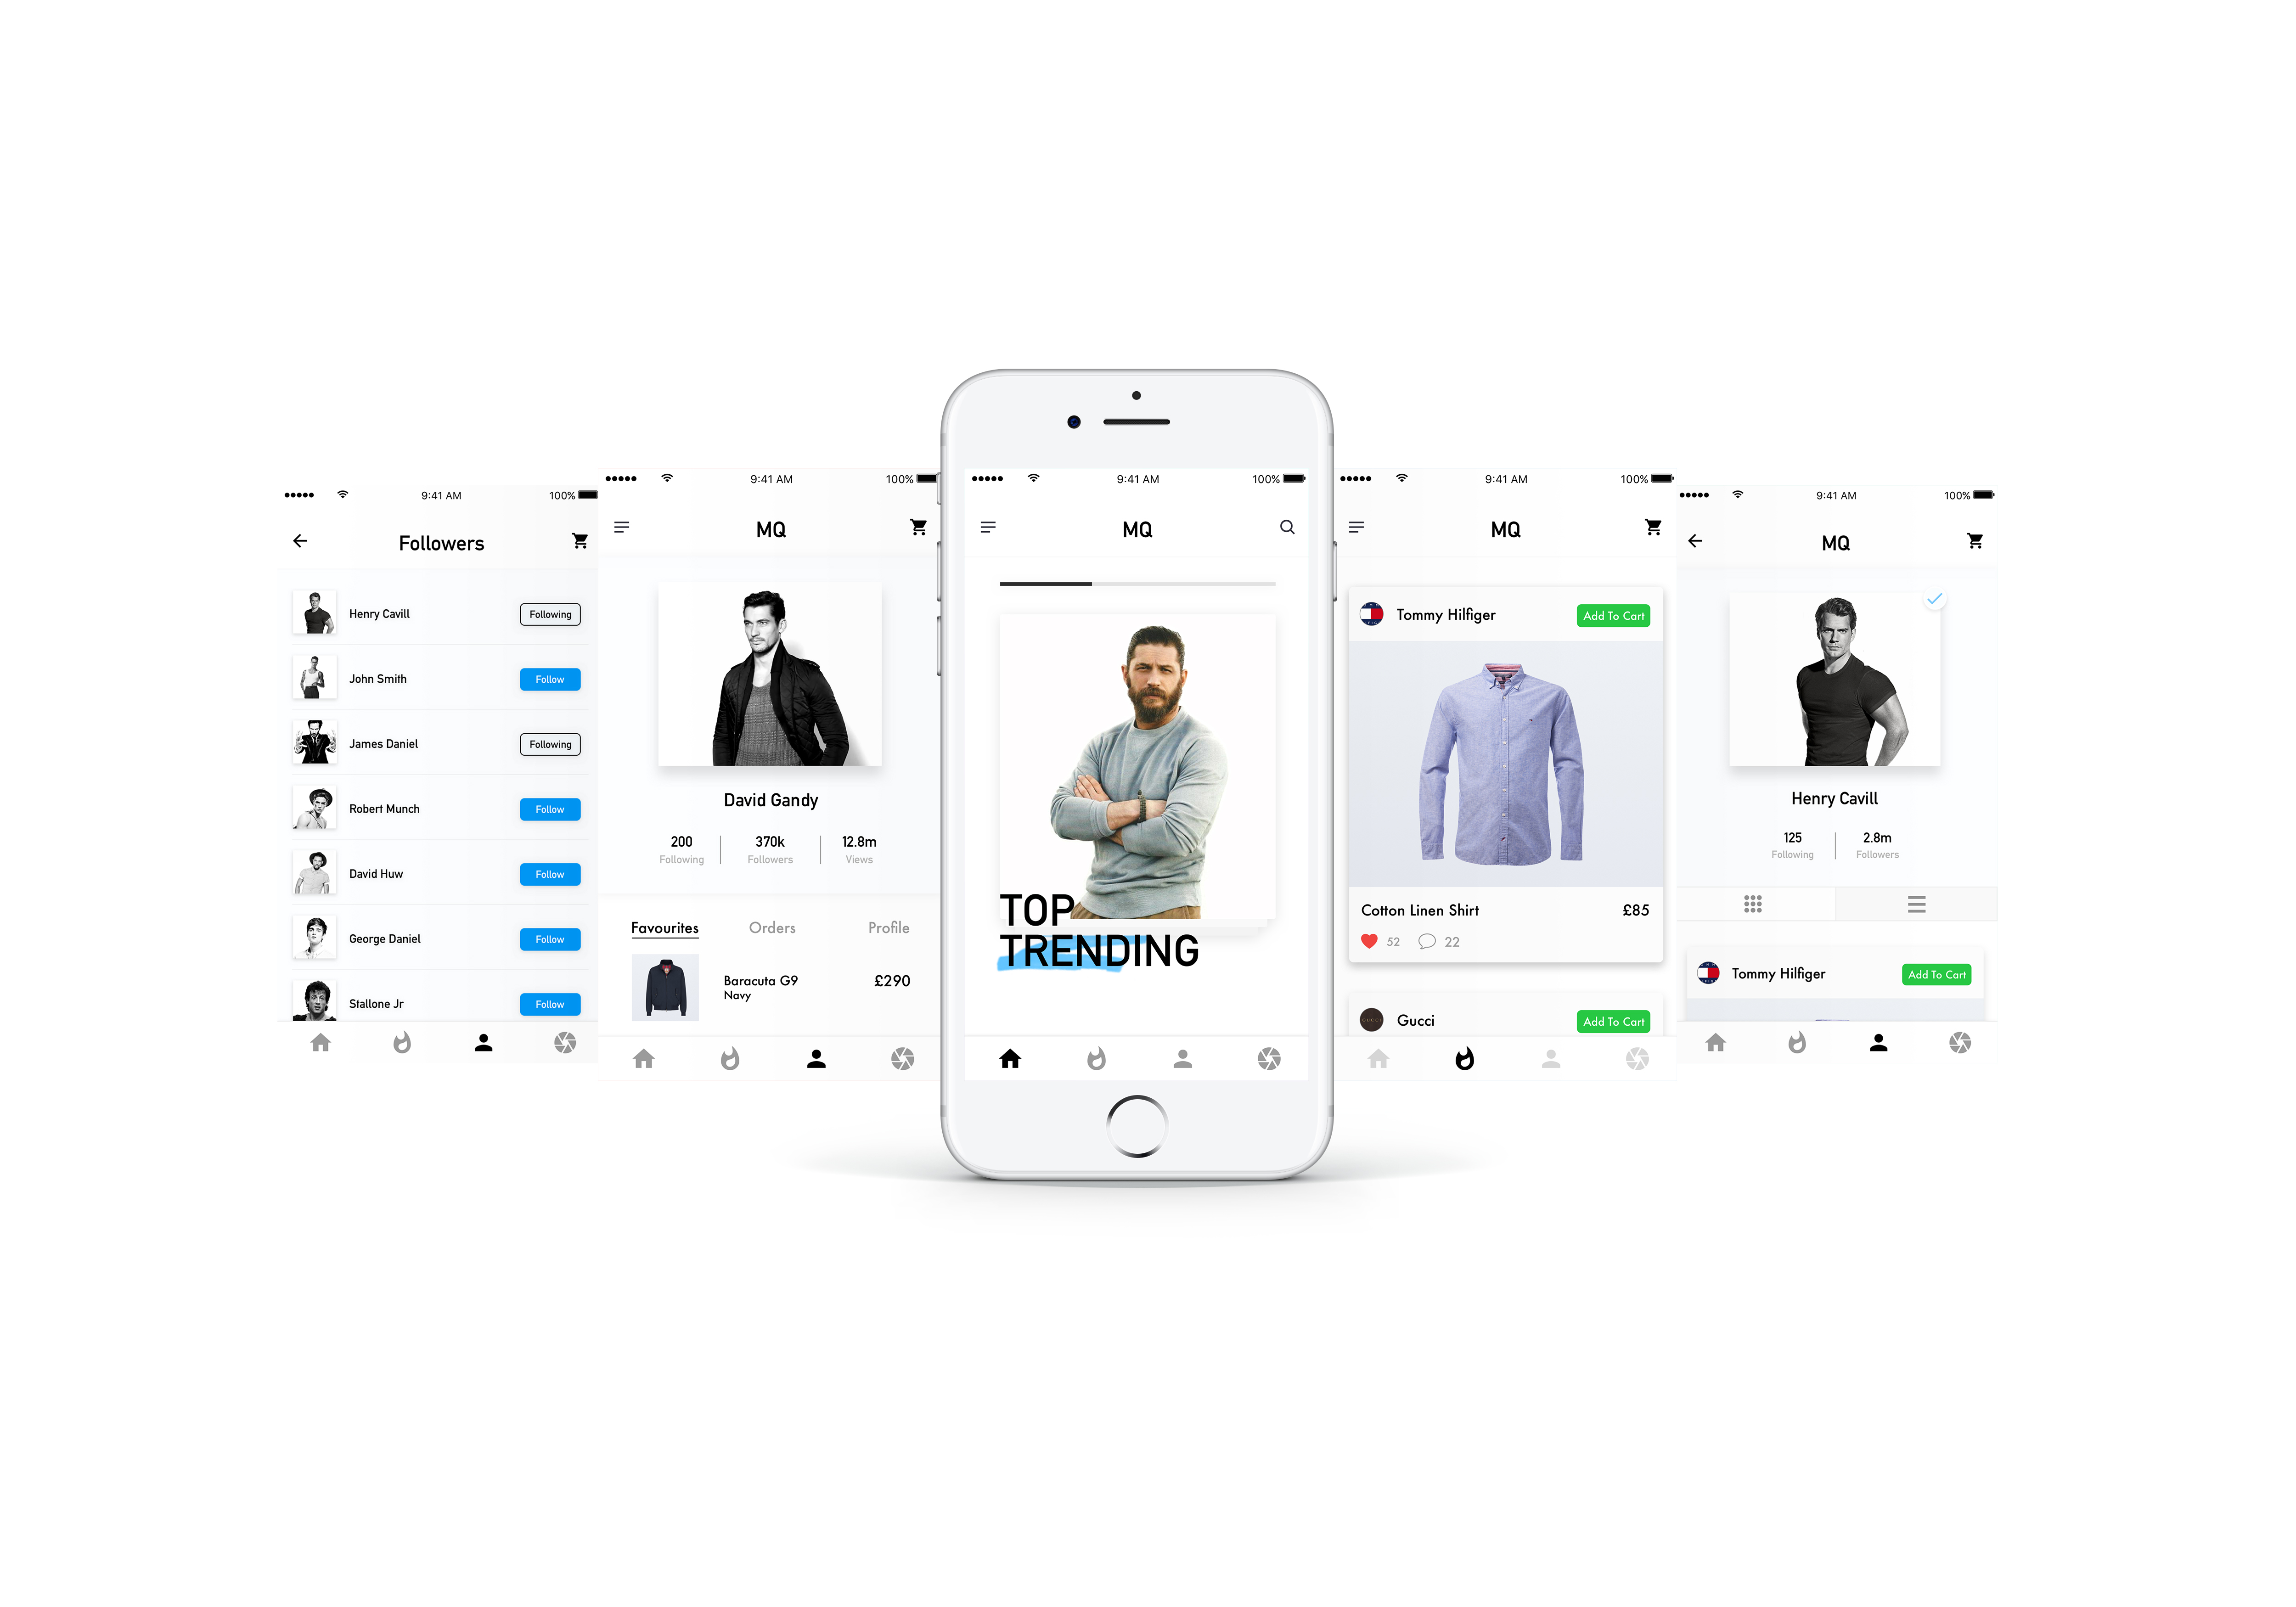 9:41 AM 100%
Followers
Henry Cavill Following
John Smith Follow
James Daniel Following
Robert Munch Follow
David Huw Follow
George Daniel Follow
Stallone Jr Follow
9:41 AM 100%
MQ
David Gandy
200 370k 12.8m
Following Followers Views
Favourites Orders Profile
Baracuta G9 £290
Navy
9:41 AM 100%
MQ
TOP
TRENDING
9:41 AM 100%
MQ
Tommy Hilfiger Add To Cart
Cotton Linen Shirt £85
52 22
Gucci Add To Cart
9:41 AM 100%
MQ
Henry Cavill
125 2.8m
Following Followers
Tommy Hilfiger Add To Cart